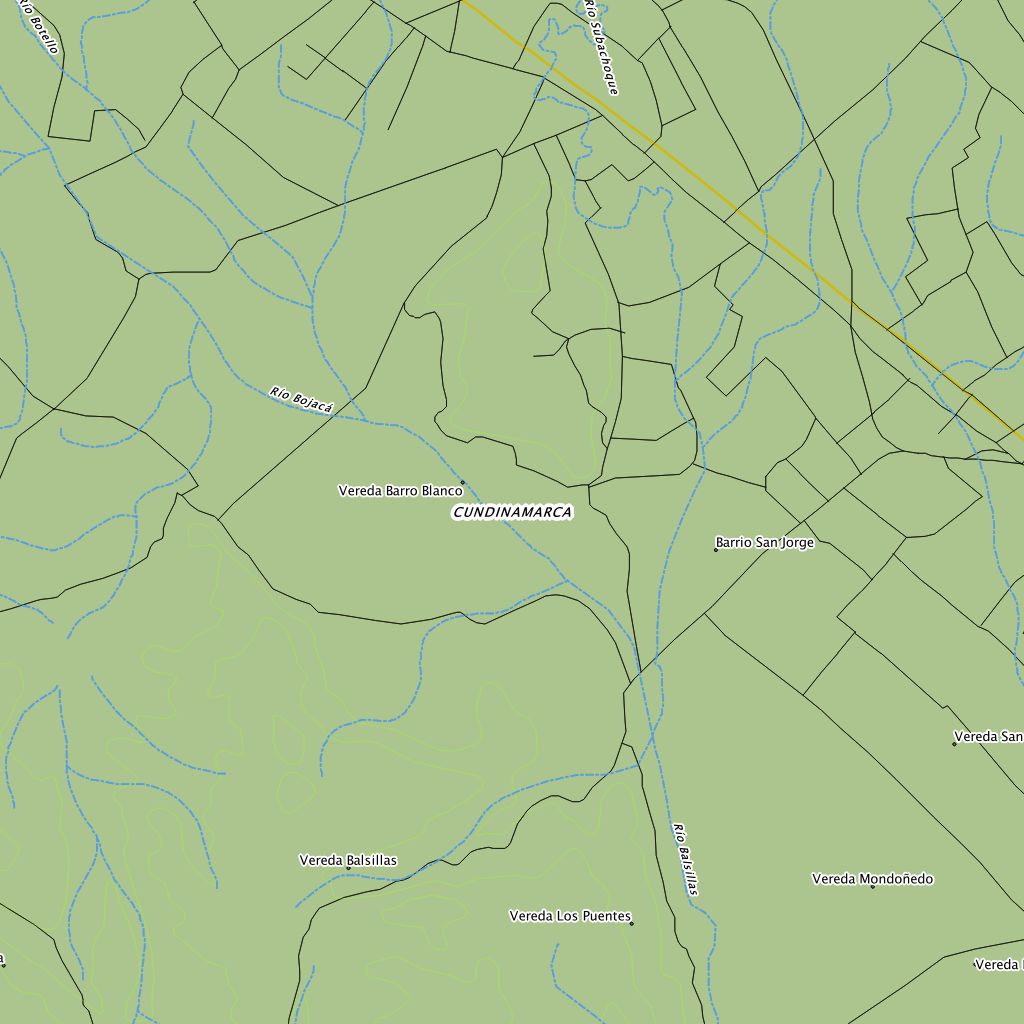 Río Botello
Río Subachoque
Río Bojacá
Vereda Barro Blanco
CUNDINAMARCA
Barrio San Jorge
Vereda San
Vereda Balsillas
Río Balsillas
Vereda Mondoñedo
Vereda Los Puentes
a
Vereda